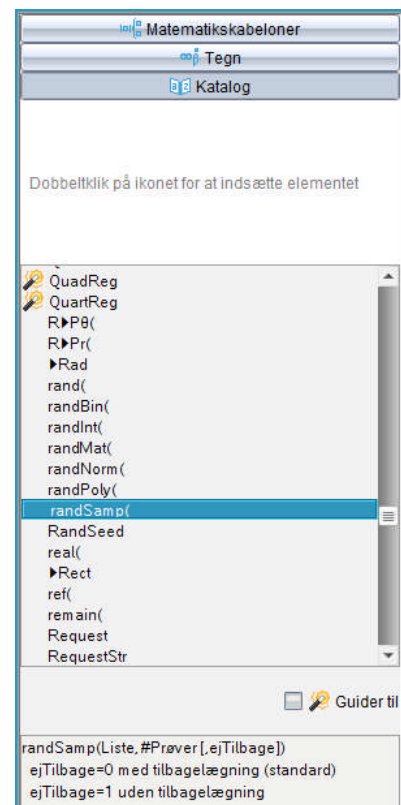 Matematikskabeloner
∞β Tegn
Katalog
Dobbeltklik på ikonet for at indsætte elementet
QuadReg
QuartReg
R▶Pθ(
R▶Pr(
▶Rad
rand(
randBin(
randInt(
randMat(
randNorm(
randPoly(
randSamp(
RandSeed
real(
▶Rect
ref(
remain(
Request
RequestStr
Guider til
randSamp(Liste,#Prøver[,ejTilbage])
ejTilbage=0 med tilbagelægning (standard)
ejTilbage=1 uden tilbagelægning